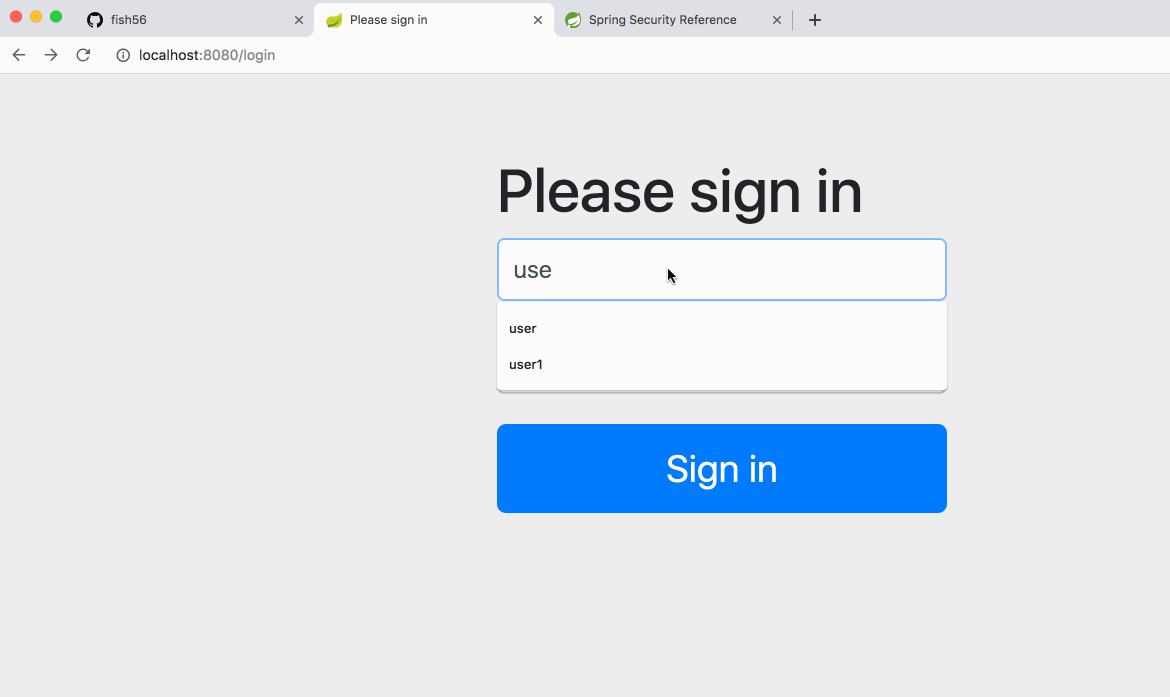 fish56
Please sign in
Spring Security Reference
localhost:8080/login
Please sign in
use
user
user1
Sign in